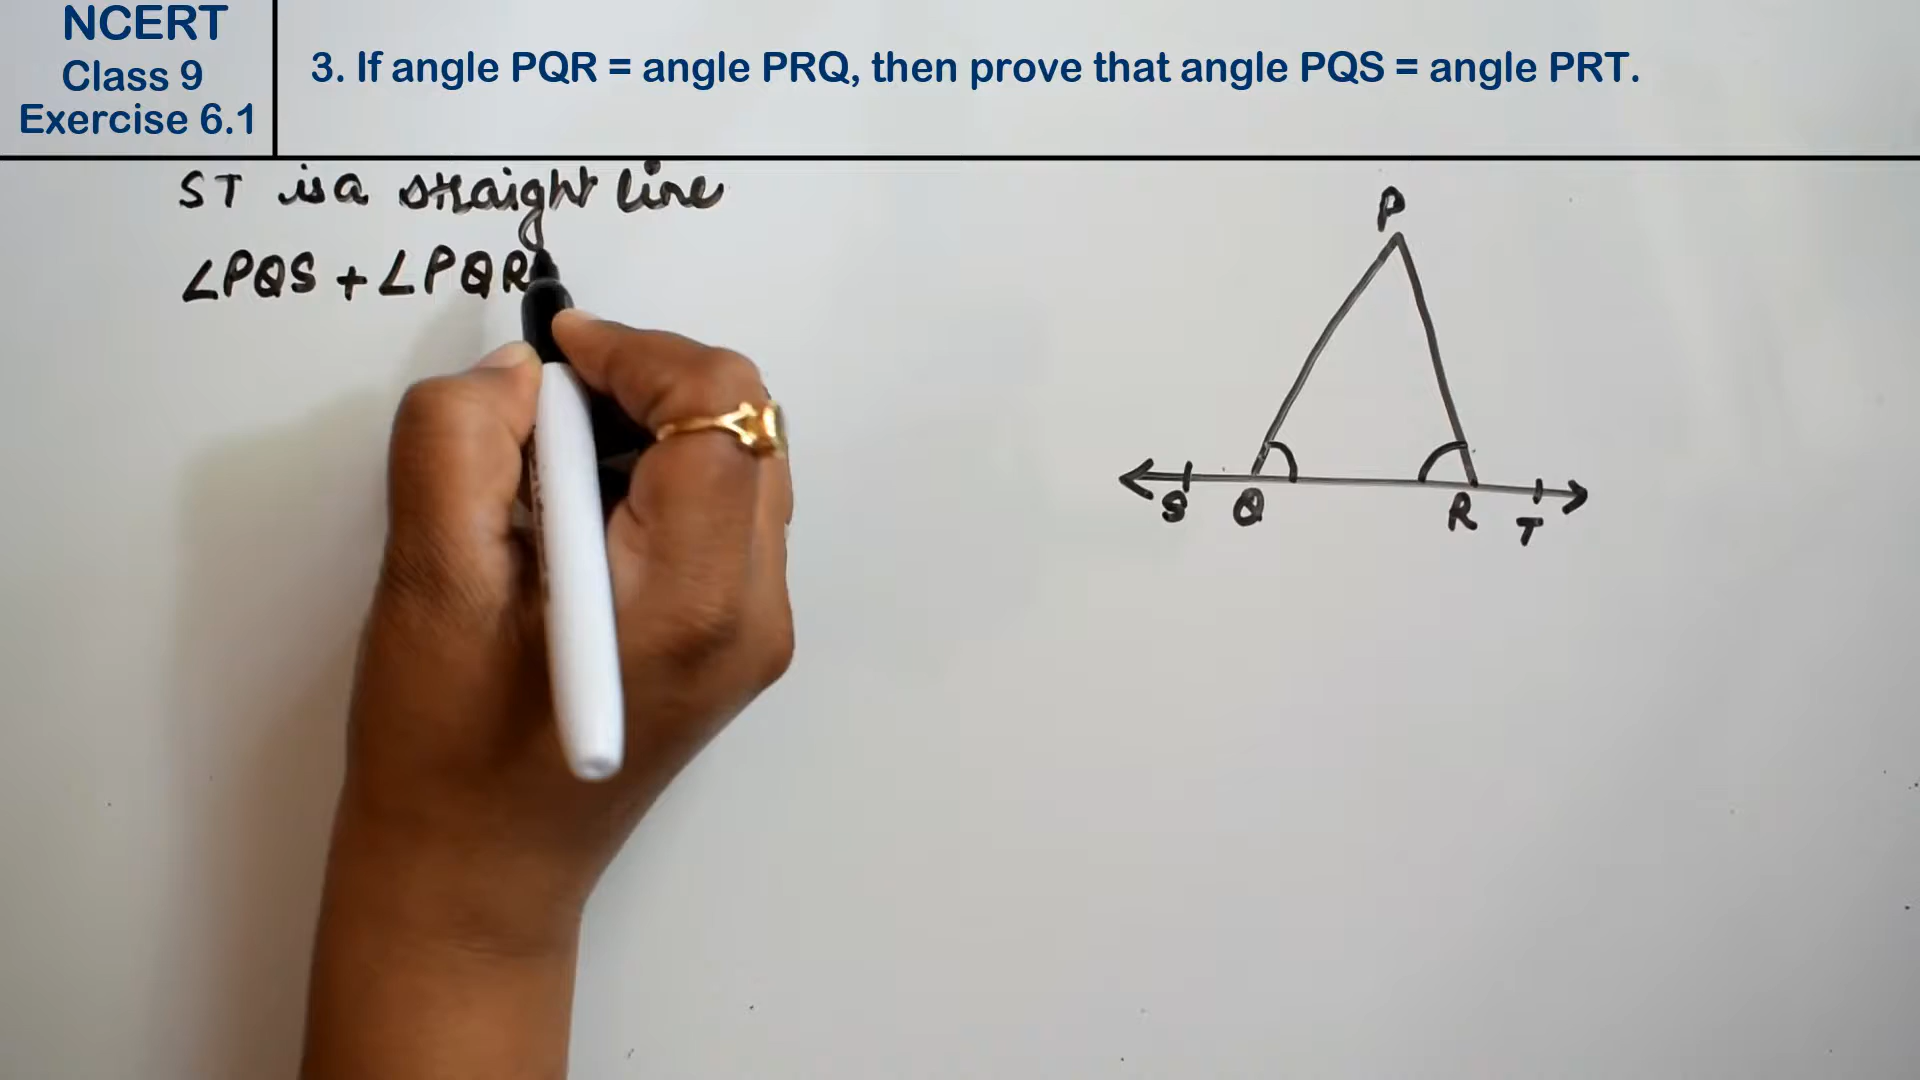 NCERT
Class 9
Exercise 6.1
3. If angle PQR = angle PRQ, then prove that angle PQS = angle PRT.
ST is a straight line
∠PQS + ∠PQR
P
S Q R T